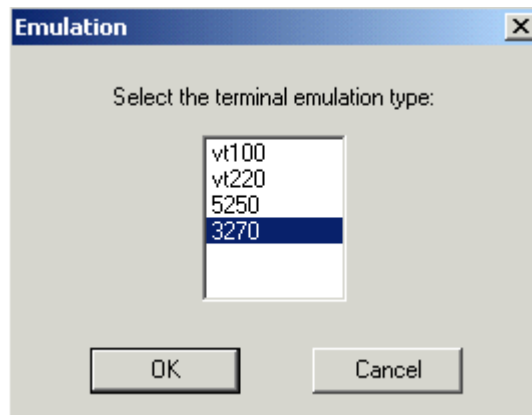 Emulation
Select the terminal emulation type:
vt100
vt220
5250
3270
OK Cancel